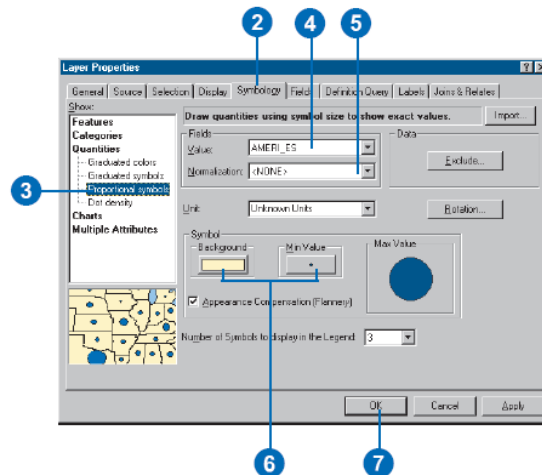 2
4
5
Layer Properties
General Source Selection Display Symbology Fields Definition Query Labels Joins & Relates
Show:
Features
Categories
Quantities
Graduated colors
Graduated symbols
Proportional symbols
Dot density
Charts
Multiple Attributes
3
Draw quantities using symbol size to show exact values.
Import...
Fields
Value: AMERI_ES
Normalization: <NONE>
Data
Exclude...
Unit: Unknown Units
Rotation...
Symbol
Background
Min Value
Max Value
Appearance Compensation (Flannery)
Number of Symbols to display in the Legend: 3
OK Cancel Apply
6
7